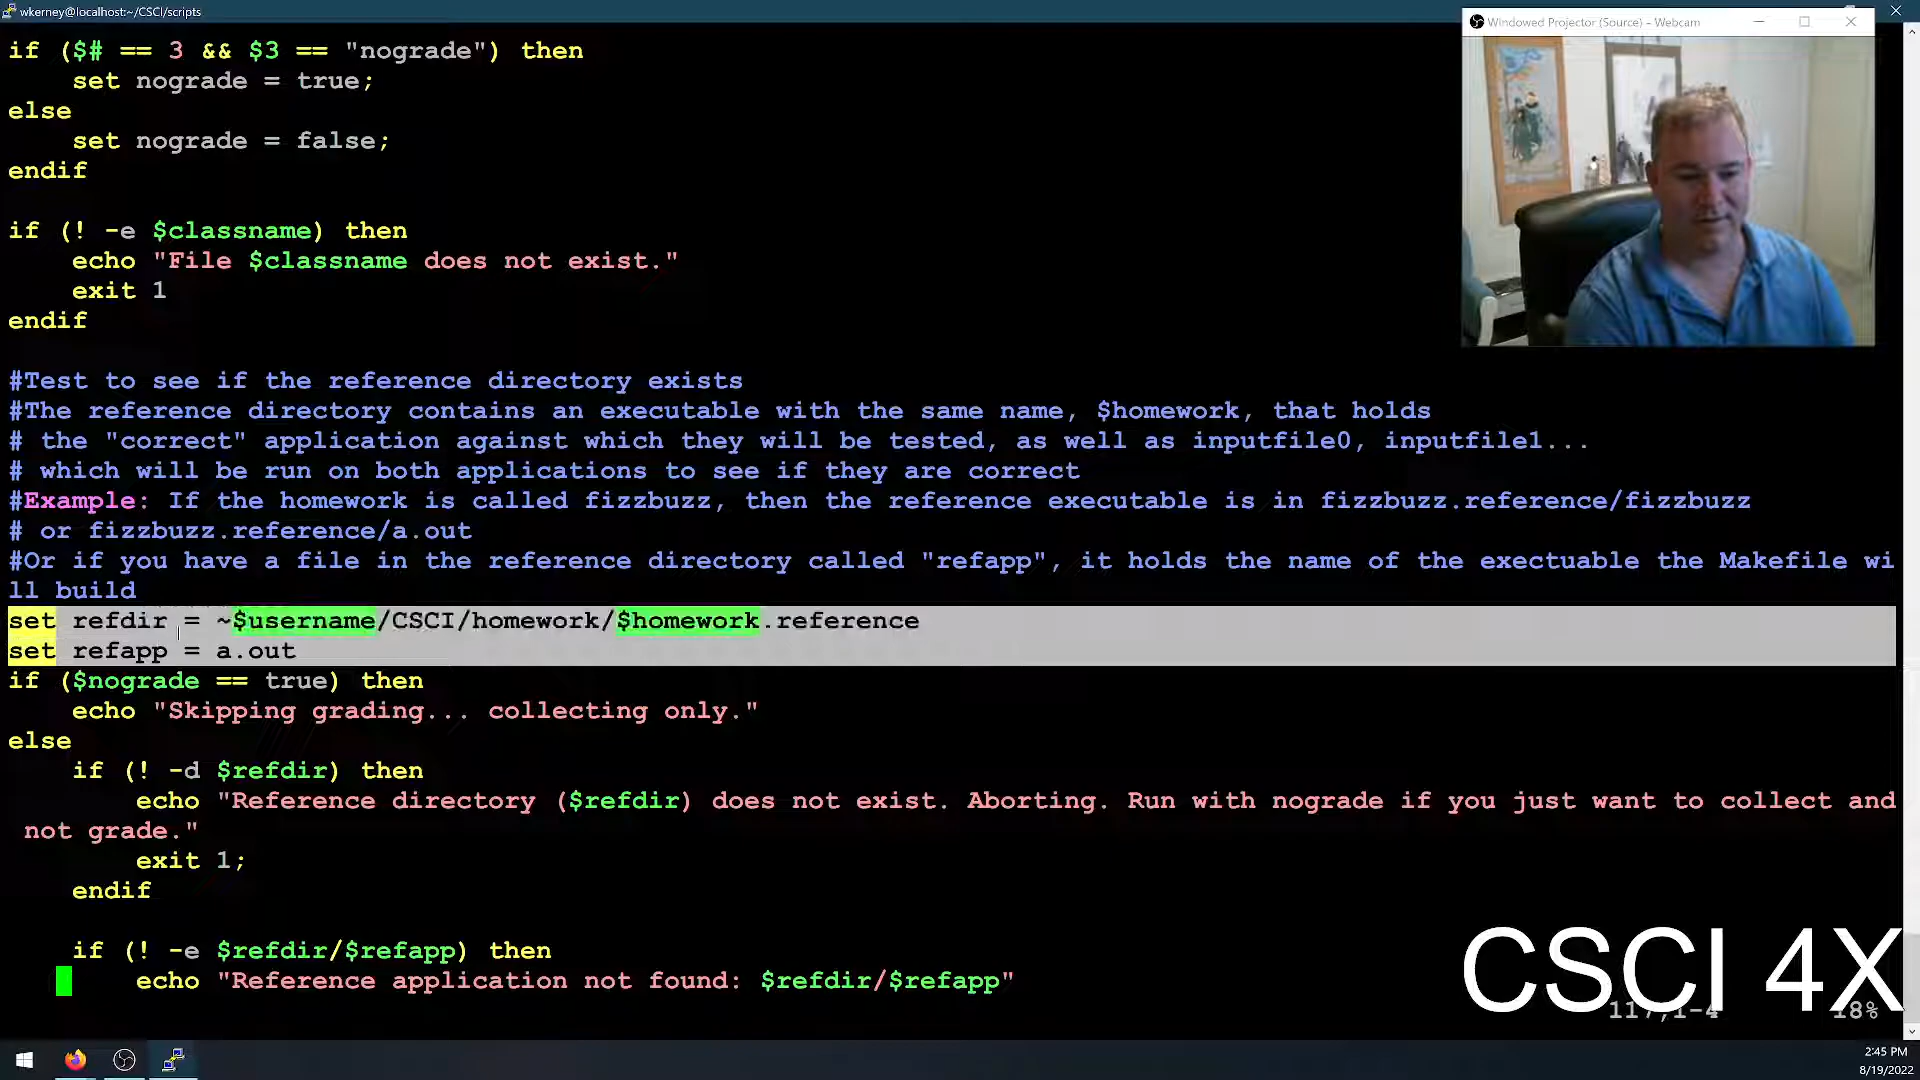 wkerney@localhost:~/CSCI/scripts
Windowed Projector (Source) - Webcam
if ($# == 3 && $3 == "nograde") then
    set nograde = true;
else
    set nograde = false;
endif
if (! -e $classname) then
    echo "File $classname does not exist."
    exit 1
endif
#Test to see if the reference directory exists
#The reference directory contains an executable with the same name, $homework, that holds
# the "correct" application against which they will be tested, as well as inputfile0, inputfile1...
# which will be run on both applications to see if they are correct
#Example: If the homework is called fizzbuzz, then the reference executable is in fizzbuzz.reference/fizzbuzz
# or fizzbuzz.reference/a.out
#Or if you have a file in the reference directory called "refapp", it holds the name of the exectuable the Makefile wi
ll build
set refdir = ~$username/CSCI/homework/$homework.reference
set refapp = a.out
if ($nograde == true) then
    echo "Skipping grading... collecting only."
else
    if (! -d $refdir) then
        echo "Reference directory ($refdir) does not exist. Aborting. Run with nograde if you just want to collect and
 not grade."
        exit 1;
    endif
    if (! -e $refdir/$refapp) then
        echo "Reference application not found: $refdir/$refapp"
CSCI 4X
117,1-4
18%
2:45 PM
8/19/2022